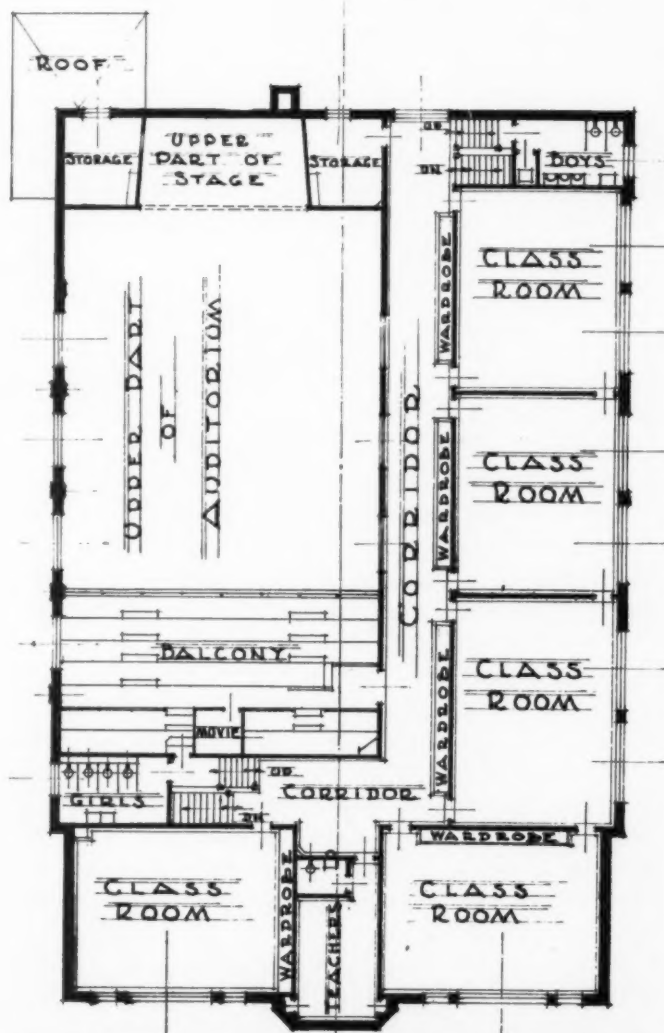 ROOF
STORAGE
UPPER
PART OF
STAGE
STORAGE
UP
DN
BOYS
CLASS
ROOM
WARDROBE
UPPER PART
OF
AUDITORIUM
CORRIDOR
CLASS
ROOM
WARDROBE
BALCONY
CLASS
ROOM
WARDROBE
MOVIE
UP
GIRLS
DN
CORRIDOR
WARDROBE
CLASS
ROOM
WARDROBE
TEACHERS
CLASS
ROOM